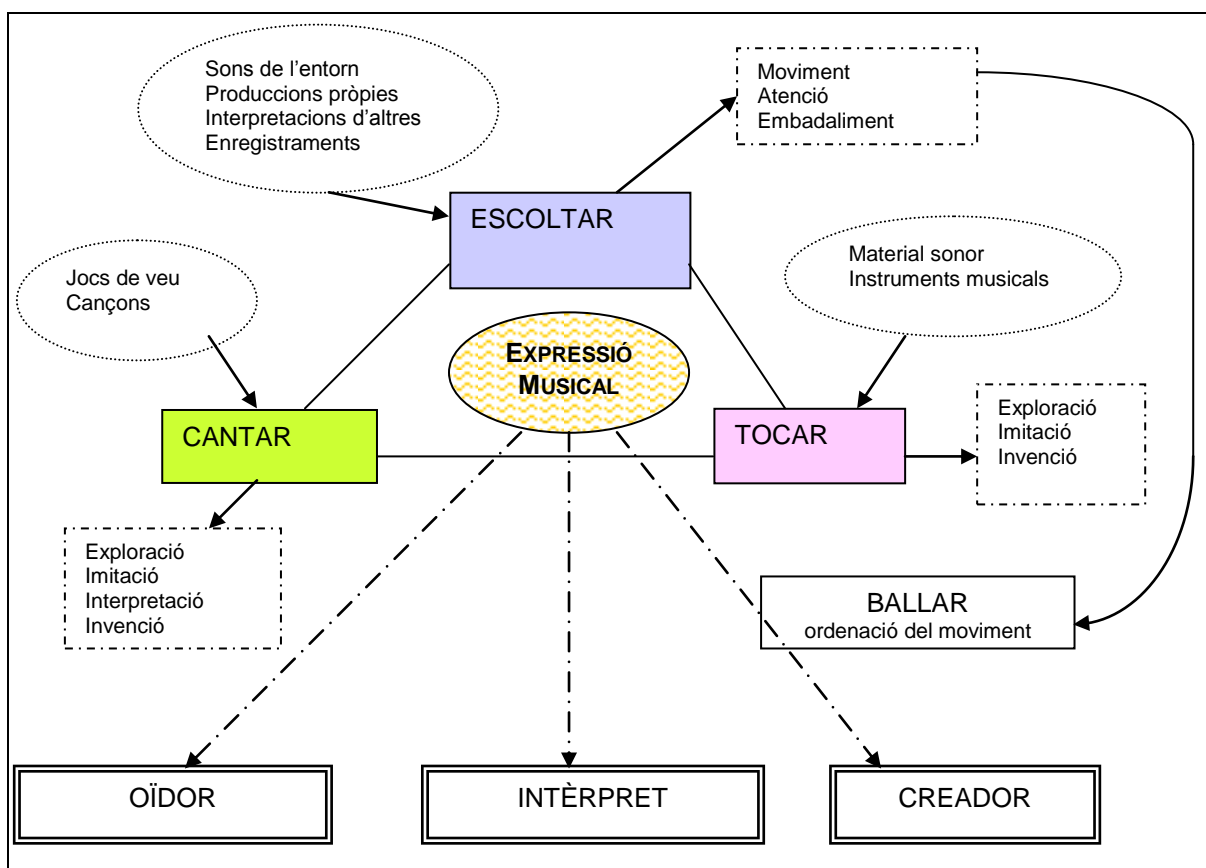 Sons de l’entorn
Produccions pròpies
Interpretacions d’altres
Enregistraments
Moviment
Atenció
Embadaliment
ESCOLTAR
Jocs de veu
Cançons
Material sonor
Instruments musicals
EXPRESSIÓ
MUSICAL
CANTAR
TOCAR
Exploració
Imitació
Invenció
Exploració
Imitació
Interpretació
Invenció
BALLAR
ordenació del moviment
OÏDOR
INTÈRPRET
CREADOR